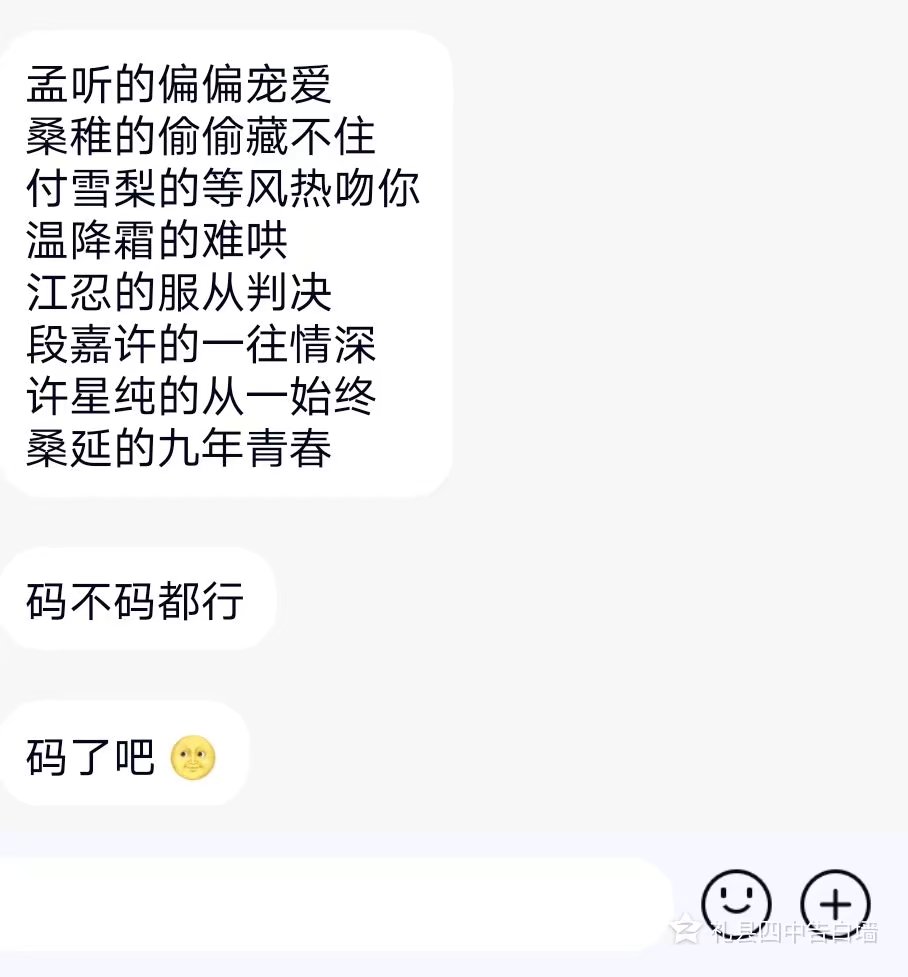 孟听的偏偏宠爱
桑稚的偷偷藏不住
付雪梨的等风热吻你
温降霜的难哄
江忍的服从判决
段嘉许的一往情深
许星纯的从一始终
桑延的九年青春
码不码都行
码了吧
礼县四中告白墙